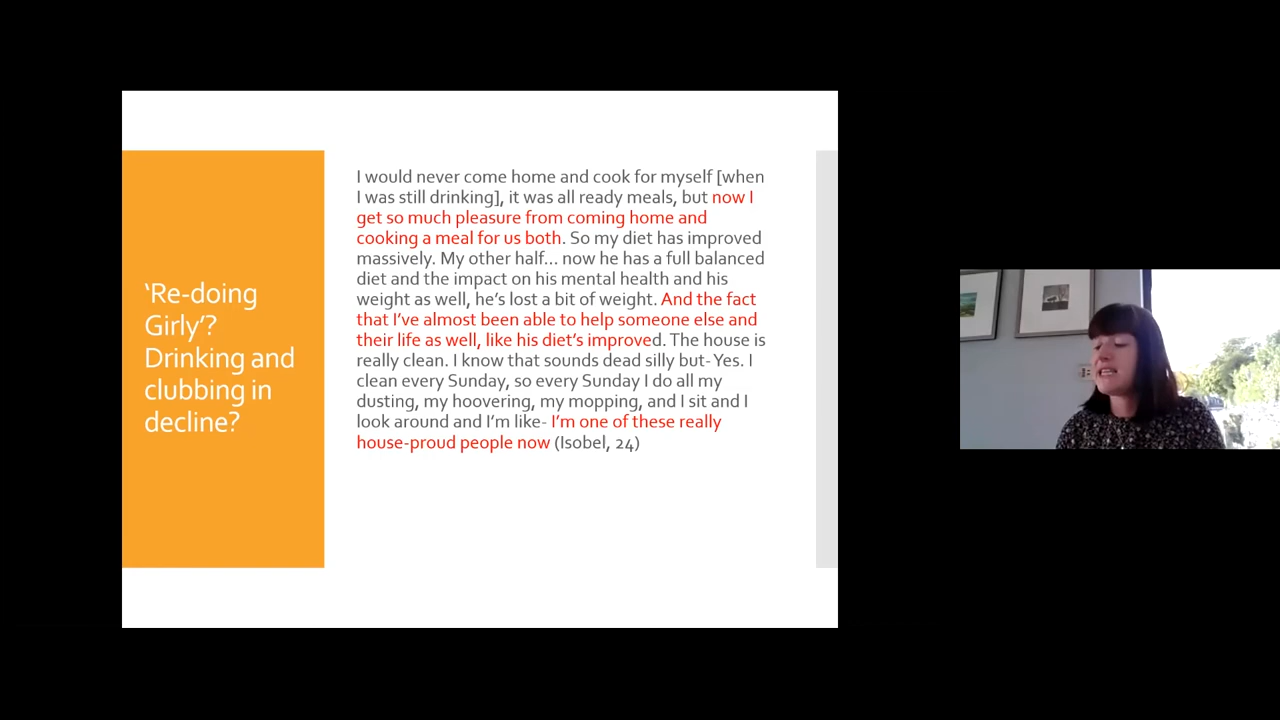 ‘Re-doing
Girly’?
Drinking and
clubbing in
decline?
I would never come home and cook for myself [when
I was still drinking], it was all ready meals, but now I
get so much pleasure from coming home and
cooking a meal for us both. So my diet has improved
massively. My other half… now he has a full balanced
diet and the impact on his mental health and his
weight as well, he’s lost a bit of weight. And the fact
that I’ve almost been able to help someone else and
their life as well, like his diet’s improved. The house is
really clean. I know that sounds dead silly but- Yes. I
clean every Sunday, so every Sunday I do all my
dusting, my hoovering, my mopping, and I sit and I
look around and I’m like- I’m one of these really
house-proud people now (Isobel, 24)